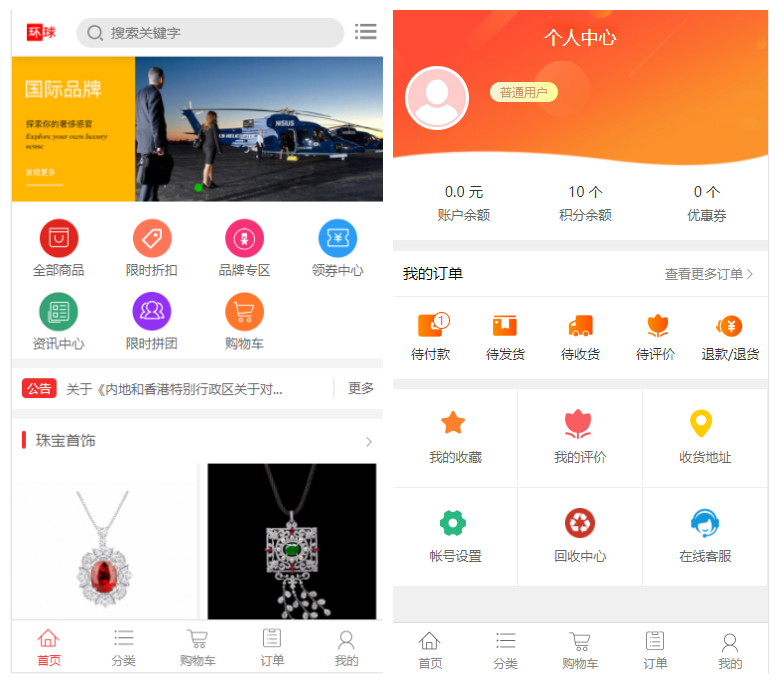 环球
搜索关键字
国际品牌
探索你的奢侈感官
Explore your own luxury
sense
发现更多
NISIUS
全部商品
限时折扣
品牌专区
领券中心
资讯中心
限时拼团
购物车
公告
关于《内地和香港特别行政区关于对...
更多
珠宝首饰
首页
分类
购物车
订单
我的
个人中心
普通用户
0.0 元
10 个
0 个
账户余额
积分余额
优惠券
我的订单
查看更多订单
1
待付款
待发货
待收货
待评价
退款/退货
我的收藏
我的评价
收货地址
帐号设置
回收中心
在线客服
首页
分类
购物车
订单
我的